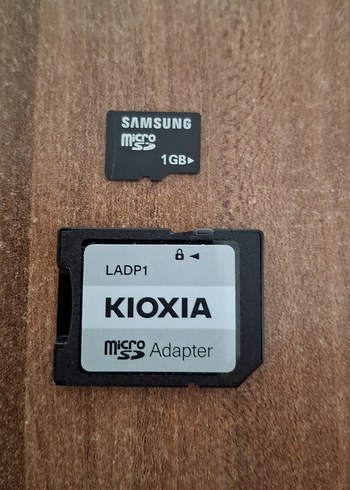 SAMSUNG
micro SD
1GB
LADP1
KIOXIA
micro SD Adapter